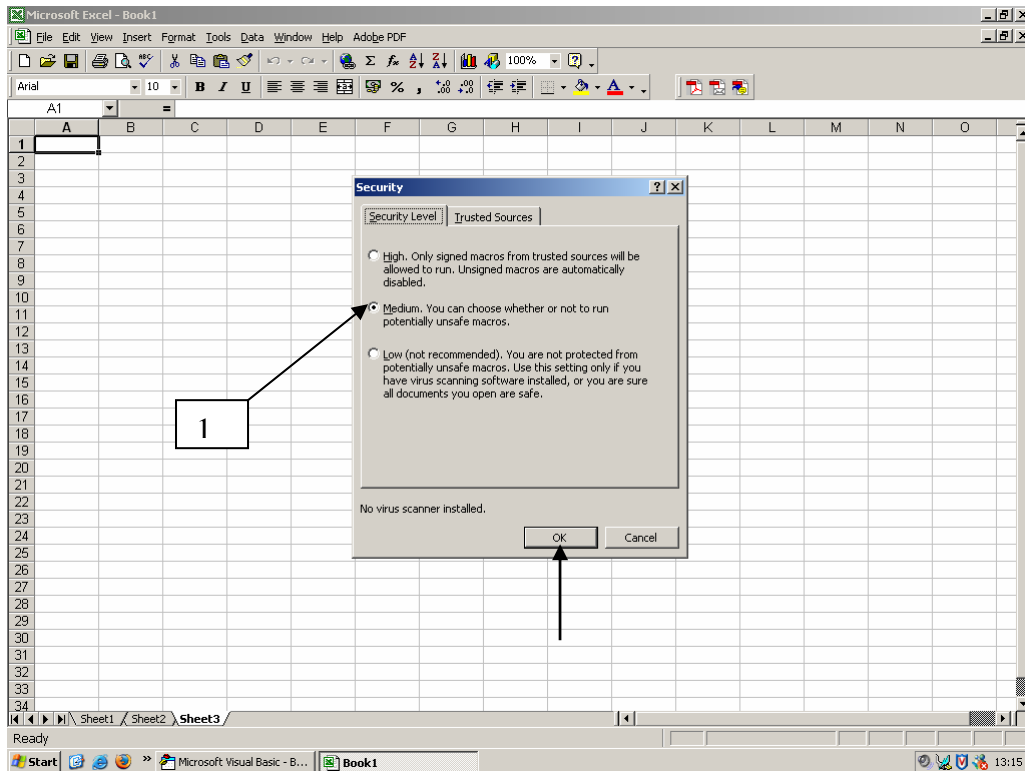 Microsoft Excel - Book1
File Edit View Insert Format Tools Data Window Help Adobe PDF
100%
Arial 10 B I U % ,
A1 =
A B C D E F G H I J K L M N O
1
2
3
4
5
6
7
8
9
10
11
12
13
14
15
16
17
18
19
20
21
22
23
24
25
26
27
28
29
30
31
32
33
34
Security
Security Level Trusted Sources
High. Only signed macros from trusted sources will be
allowed to run. Unsigned macros are automatically
disabled.
Medium. You can choose whether or not to run
potentially unsafe macros.
Low (not recommended). You are not protected from
potentially unsafe macros. Use this setting only if you
have virus scanning software installed, or you are sure
all documents you open are safe.
1
No virus scanner installed.
OK Cancel
Sheet1 Sheet2 Sheet3
Ready
Start » Microsoft Visual Basic - B... Book1 13:15